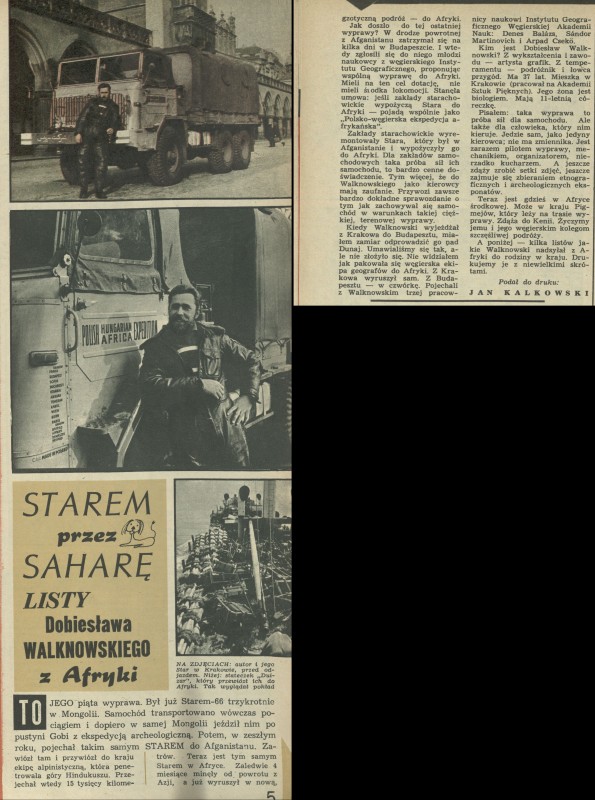 POLISH HUNGARIAN
AFRICA EXPEDITION
STAREM
przez
SAHARĘ
LISTY
Dobiesława
WALKNOWSKIEGO
z Afryki
NA ZDJĘCIACH: autor i jego
Star w Krakowie, przed od-
jazdem. Niżej: stateczek „Dul-
zar”, który przewiózł ich do
Afryki. Tak wyglądał pokład
TO JEGO piąta wyprawa. Był już Starem-66 trzykrotnie
w Mongolii. Samochód transportowano wówczas po-
ciągiem i dopiero w samej Mongolii jeździł nim po
pustyni Gobi z ekspedycją archeologiczną. Potem, w zeszłym
roku, pojechał takim samym STAREM do Afganistanu. Za-
wiózł tam i przywiózł do kraju
ekipę alpinistyczną, która pene-
trowała góry Hindukuszu. Prze-
jechał wtedy 15 tysięcy kilome-
trów. Teraz jest tym samym
Starem w Afryce. Zaledwie 4
miesiące minęły od powrotu z
Azji, a już wyruszył w nową,
5
gzotyczną podróż — do Afryki.
Jak doszło do tej ostatniej
wyprawy? W drodze powrotnej
z Afganistanu zatrzymał się na
kilka dni w Budapeszcie. I wte-
dy zgłosili się do niego młodzi
naukowcy z węgierskiego Insty-
tutu Geograficznego, proponując
wspólną wyprawę do Afryki.
Mieli na ten cel dotację, nie
mieli środka lokomocji. Stanęła
umowa: jeśli zakłady staracho-
wickie wypożyczą Stara do
Afryki — pojadą wspólnie jako
„Polsko-węgierska ekspedycja a-
frykańska”.
Zakłady starachowickie wyre-
montowały Stara, który był w
Afganistanie i wypożyczyły go
do Afryki. Dla zakładów samo-
chodowych taka próba sił ich
samochodu, to bardzo cenne do-
świadczenie. Tym więcej, że do
Walknowskiego jako kierowcy
mają zaufanie. Przywozi zawsze
bardzo dokładne sprawozdanie o
tym jak zachowywał się samo-
chód w warunkach takiej cięż-
kiej, terenowej wyprawy.
Kiedy Walknowski wyjeżdżał
z Krakowa do Budapesztu, mia-
łem zamiar odprowadzić go nad
Dunaj. Umawialiśmy się tak, a-
le nie złożyło się. Nie widziałem
jak pakowała się węgierska eki-
pa geografów do Afryki. Z Kra-
kowa wyruszył sam. Z Buda-
pesztu — w czwórkę. Pojechali
z Walknowskim trzej pracow-
nicy naukowi Instytutu Geogra-
ficznego Węgierskiej Akademii
Nauk: Denes Balázs, Sándor
Martinovich i Arpad Csekö.
Kim jest Dobiesław Walk-
nowski? Z wykształcenia i zawo-
du — artysta grafik. Z tempe-
ramentu — podróżnik i łowca
przygód. Ma 37 lat. Mieszka w
Krakowie (pracował na Akademii
Sztuk Pięknych). Jego żona jest
biologiem. Mają 11-letnią có-
reczkę.
Pisałem: taka wyprawa to
próba sił dla samochodu. Ale
także dla człowieka, który nim
kieruje. Jedzie sam, jako jedyny
kierowca; nie ma zmiennika. Jest
zarazem pilotem wyprawy, me-
chanikiem, organizatorem, nie-
rzadko kucharzem. A jeszcze
zdąży zrobić setki zdjęć, jeszcze
zajmuje się zbieraniem etnogra-
ficznych i archeologicznych eks-
ponatów.
Teraz jest gdzieś w Afryce
środkowej. Może w kraju Pig-
mejów, który leży na trasie wy-
prawy. Zdąża do Kenii. Życzymy
jemu i jego węgierskim kolegom
szczęśliwej podróży.
A poniżej — kilka listów ja-
kie Walknowski nadsyłał z A-
fryki do rodziny w kraju. Dru-
kujemy je z niewielkimi skró-
tami.
Podał do druku:
JAN KALKOWSKI